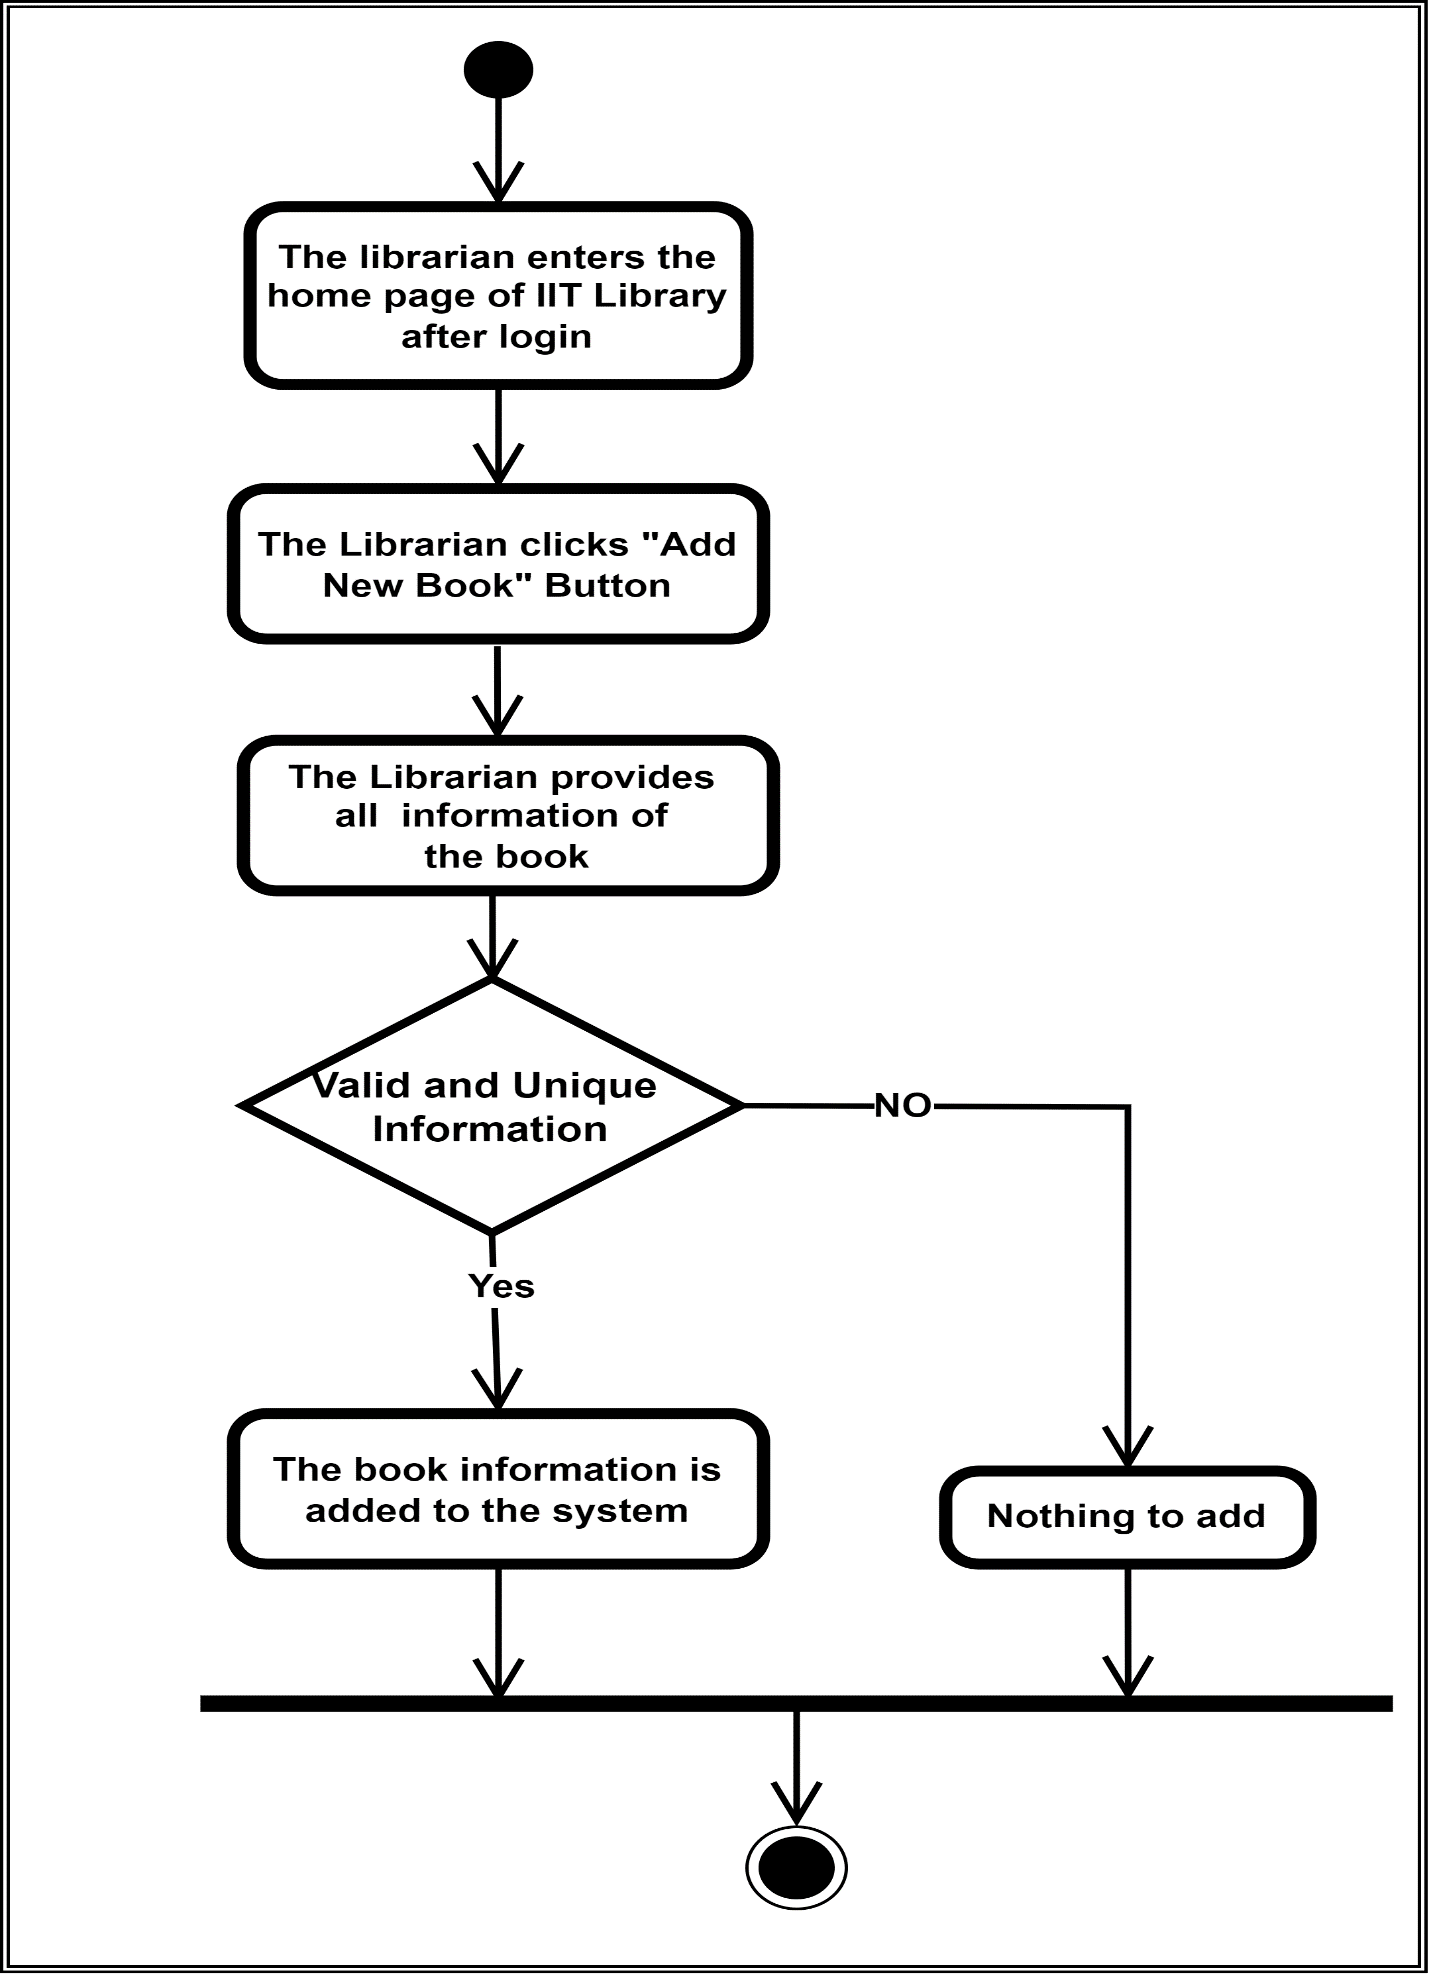 The librarian enters the
home page of IIT Library
after login
The Librarian clicks "Add
New Book" Button
The Librarian provides
all  information of
the book
Valid and Unique
Information
NO
Yes
The book information is
added to the system
Nothing to add